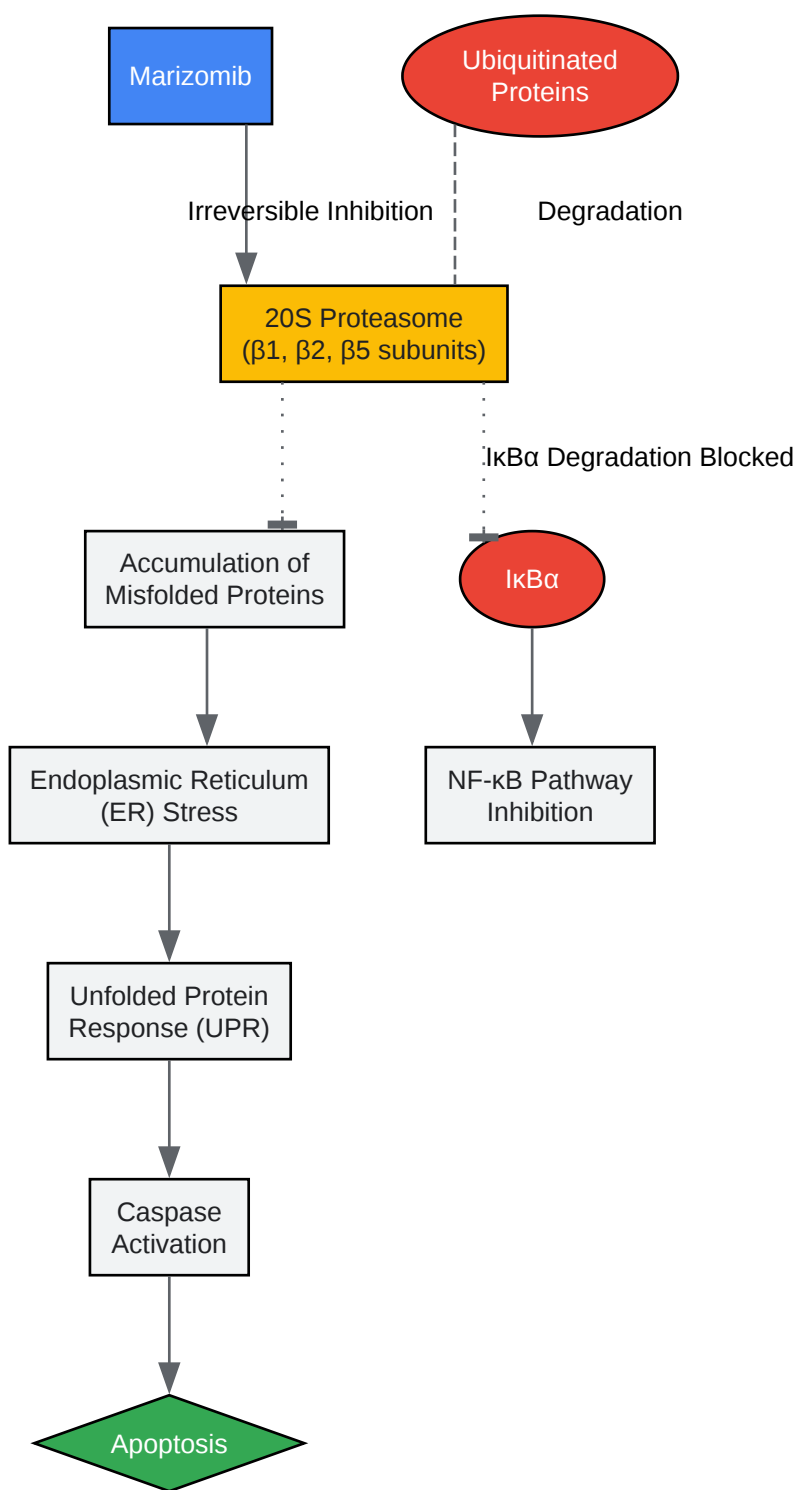 Marizomib
Ubiquitinated
Proteins
Irreversible Inhibition
Degradation
20S Proteasome
(β1, β2, β5 subunits)
IκBα Degradation Blocked
Accumulation of
Misfolded Proteins
IκBα
Endoplasmic Reticulum
(ER) Stress
NF-κB Pathway
Inhibition
Unfolded Protein
Response (UPR)
Caspase
Activation
Apoptosis